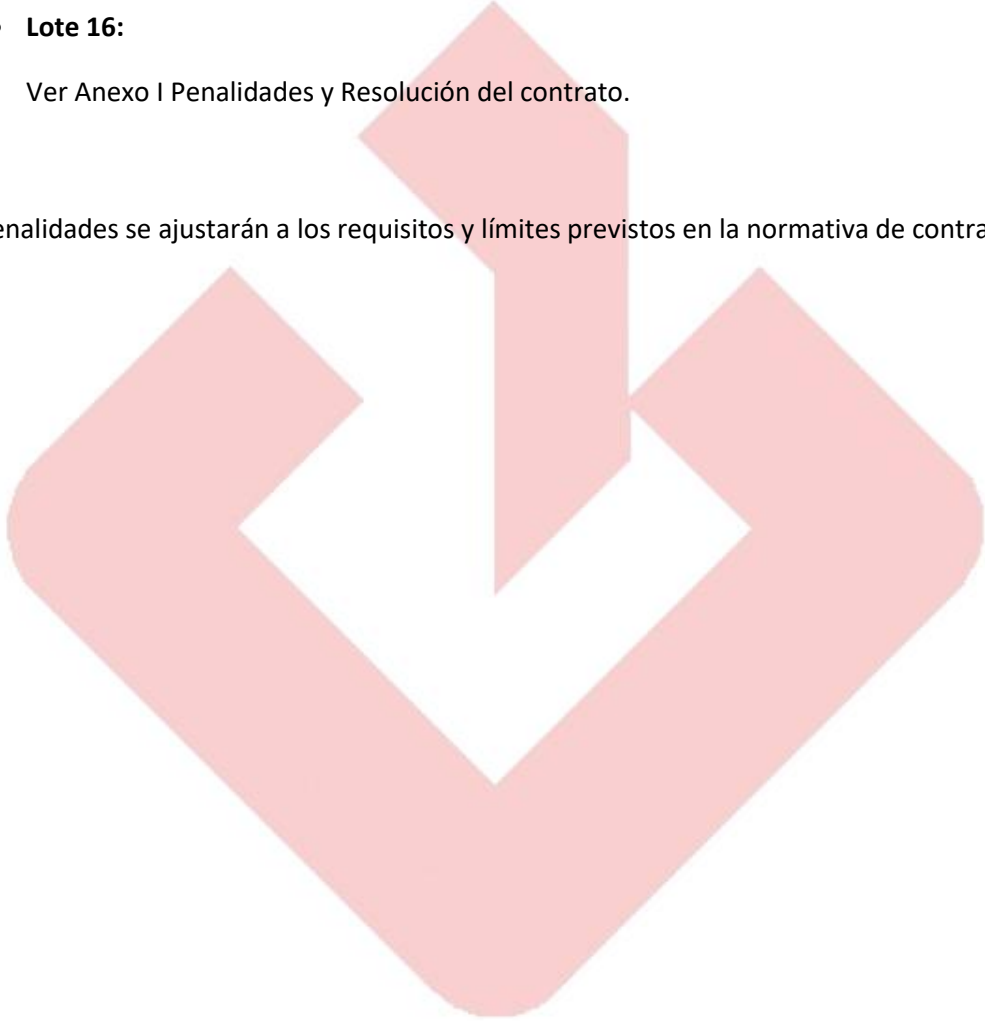 Lote 16:
Ver Anexo I Penalidades y Resolución del contrato.
enalidades se ajustarán a los requisitos y límites previstos en la normativa de contra